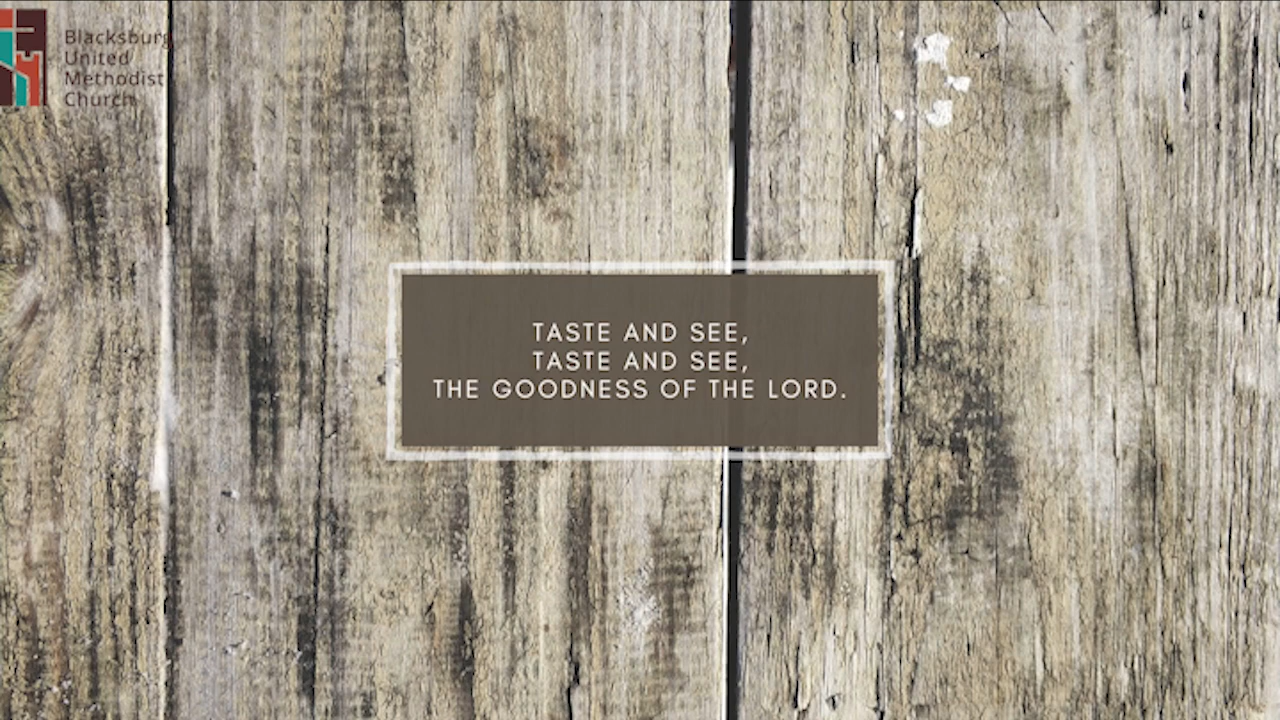 Blacksburg
United
Methodist
Church
TASTE AND SEE,
TASTE AND SEE,
THE GOODNESS OF THE LORD.